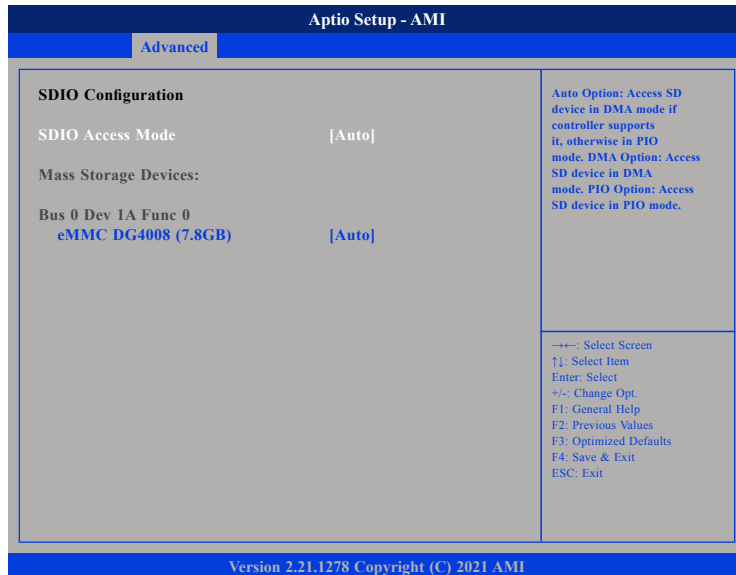 Aptio Setup - AMI
Advanced
SDIO Configuration
SDIO Access Mode [Auto]
Mass Storage Devices:
Bus 0 Dev 1A Func 0
eMMC DG4008 (7.8GB) [Auto]
Auto Option: Access SD
device in DMA mode if
controller supports
it, otherwise in PIO
mode. DMA Option: Access
SD device in DMA
mode. PIO Option: Access
SD device in PIO mode.
→←: Select Screen
↑↓: Select Item
Enter: Select
+/-: Change Opt.
F1: General Help
F2: Previous Values
F3: Optimized Defaults
F4: Save & Exit
ESC: Exit
Version 2.21.1278 Copyright (C) 2021 AMI